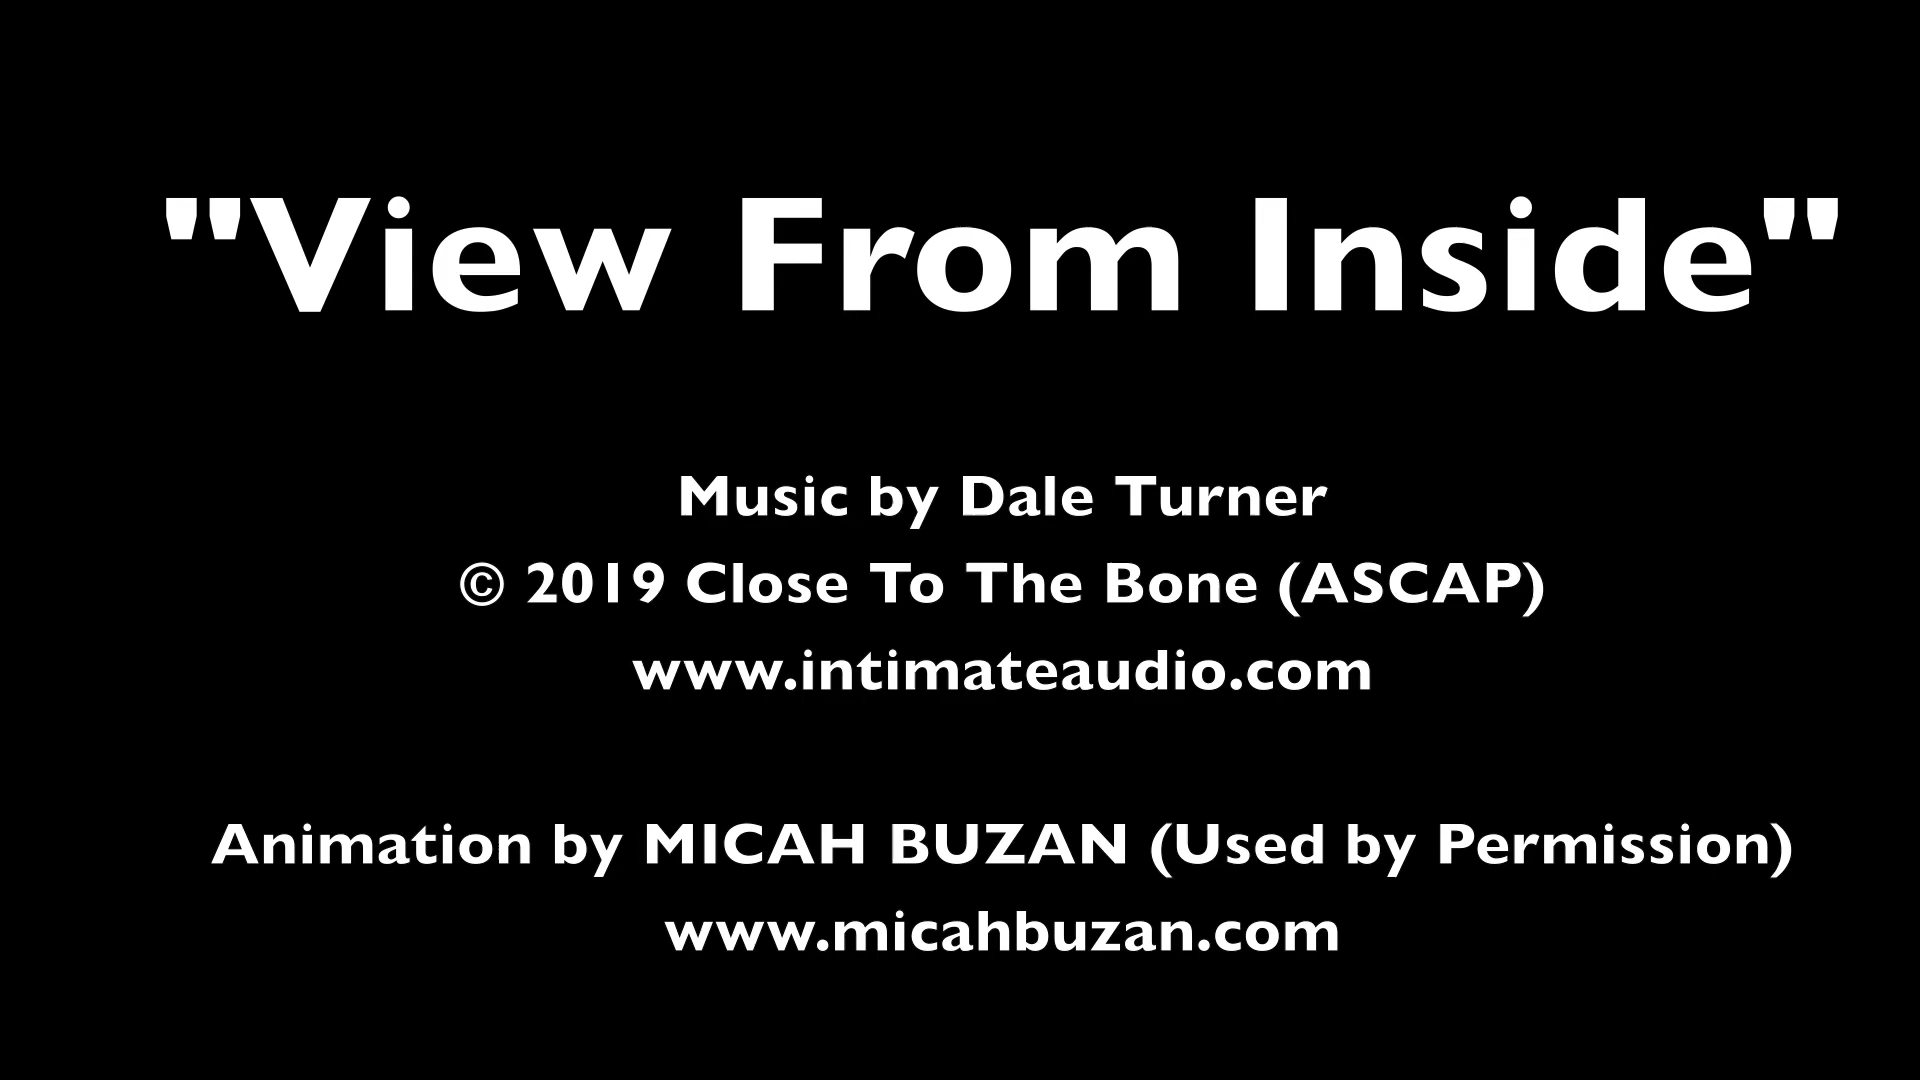 "View From Inside"
Music by Dale Turner
© 2019 Close To The Bone (ASCAP)
www.intimateaudio.com
Animation by MICAH BUZAN (Used by Permission)
www.micahbuzan.com